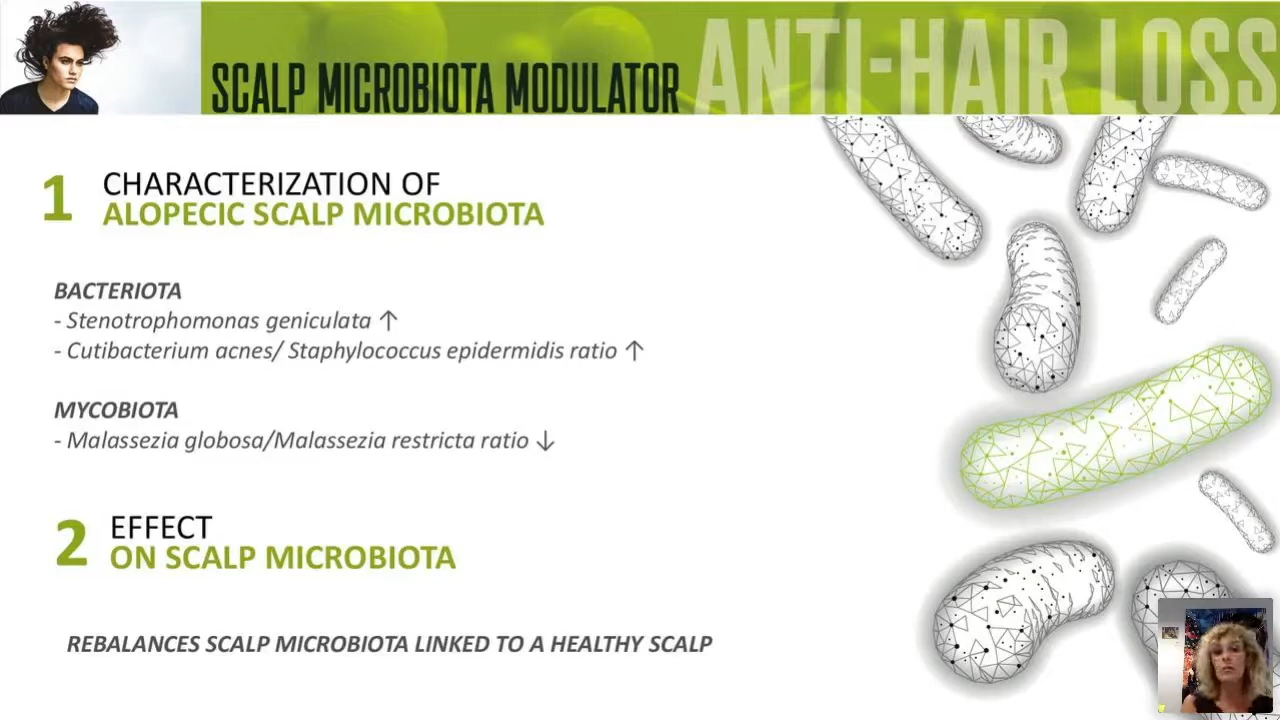 SCALP MICROBIOTA MODULATOR
ANTI-HAIR LOSS
1
CHARACTERIZATION OF
ALOPECIC SCALP MICROBIOTA
BACTERIOTA
- Stenotrophomonas geniculata ↑
- Cutibacterium acnes/ Staphylococcus epidermidis ratio ↑
MYCOBIOTA
- Malassezia globosa/Malassezia restricta ratio ↓
2
EFFECT
ON SCALP MICROBIOTA
REBALANCES SCALP MICROBIOTA LINKED TO A HEALTHY SCALP